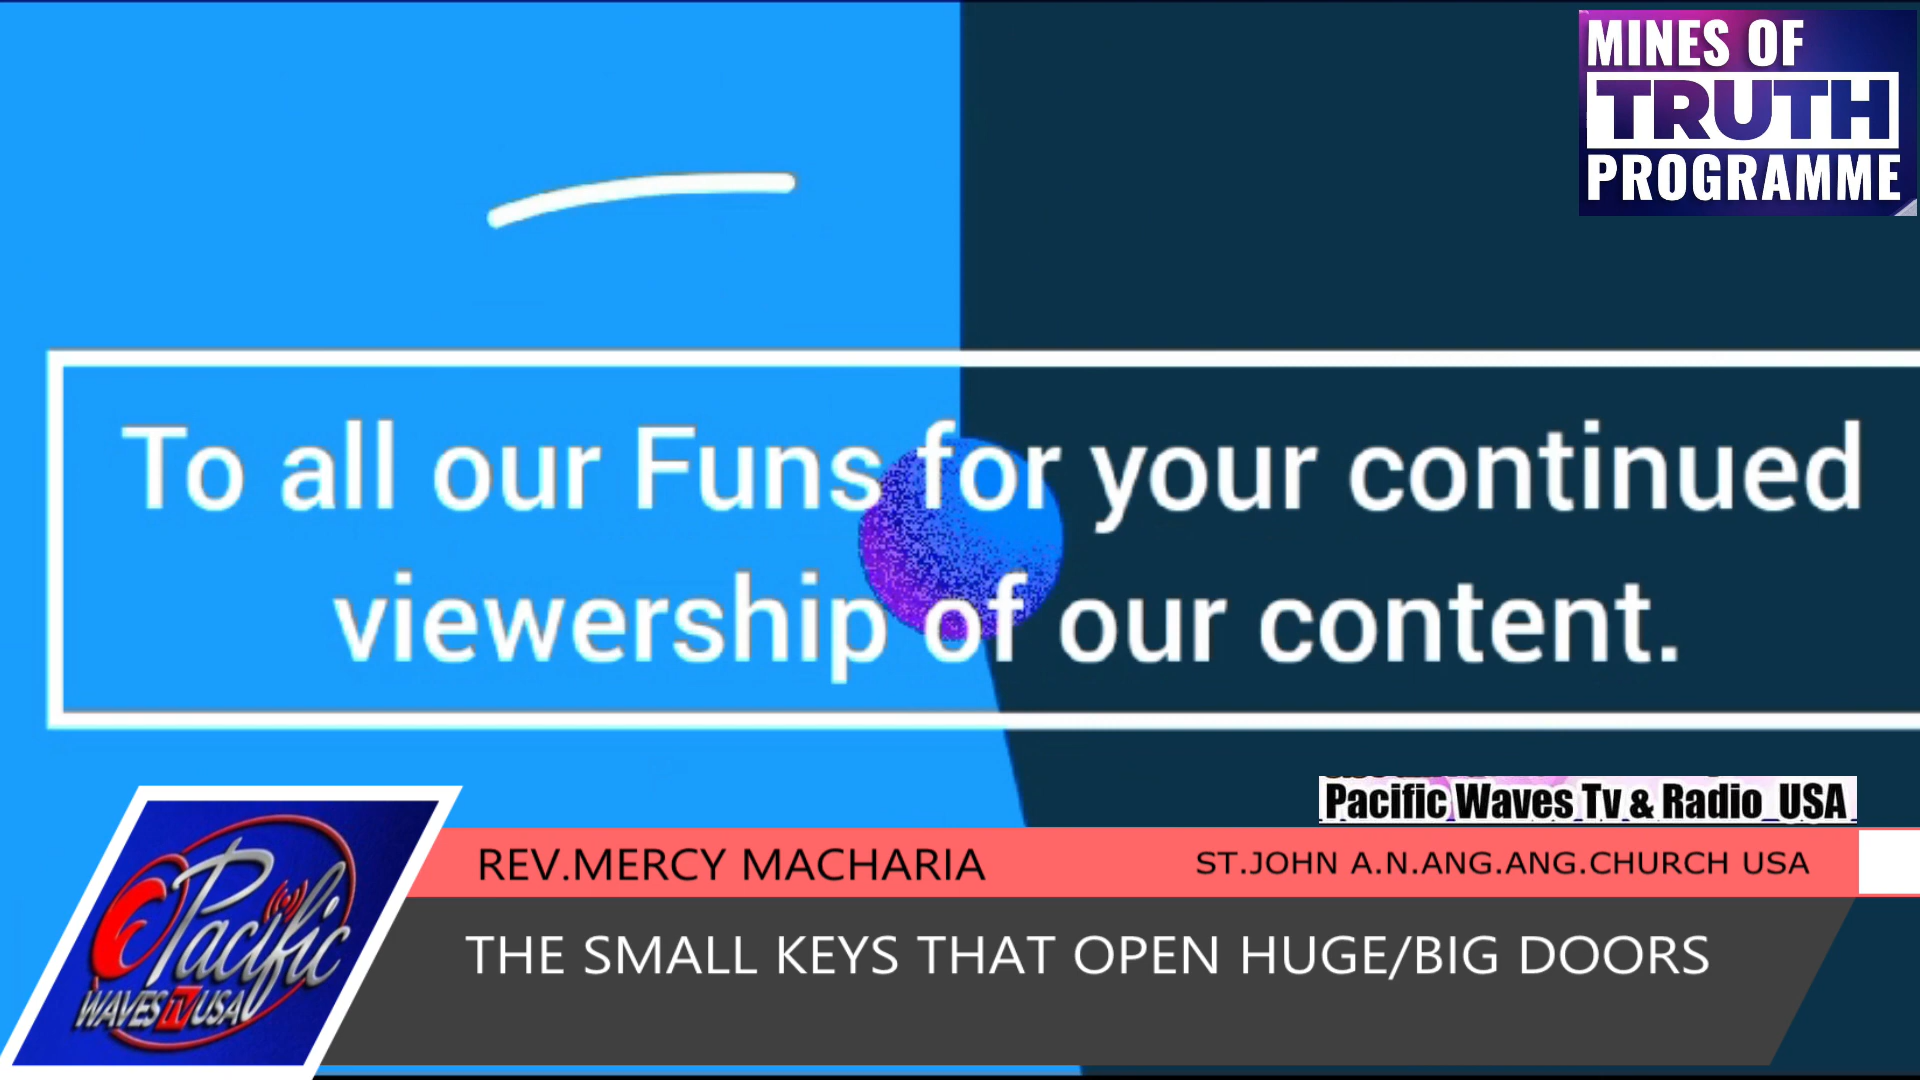 MINES OF
TRUTH
PROGRAMME
To all our Funs for your continued
viewership of our content.
Pacific Waves Tv & Radio USA
REV.MERCY MACHARIA
ST.JOHN A.N.ANG.ANG.CHURCH USA
THE SMALL KEYS THAT OPEN HUGE/BIG DOORS
Pacific
WAVES TV USA